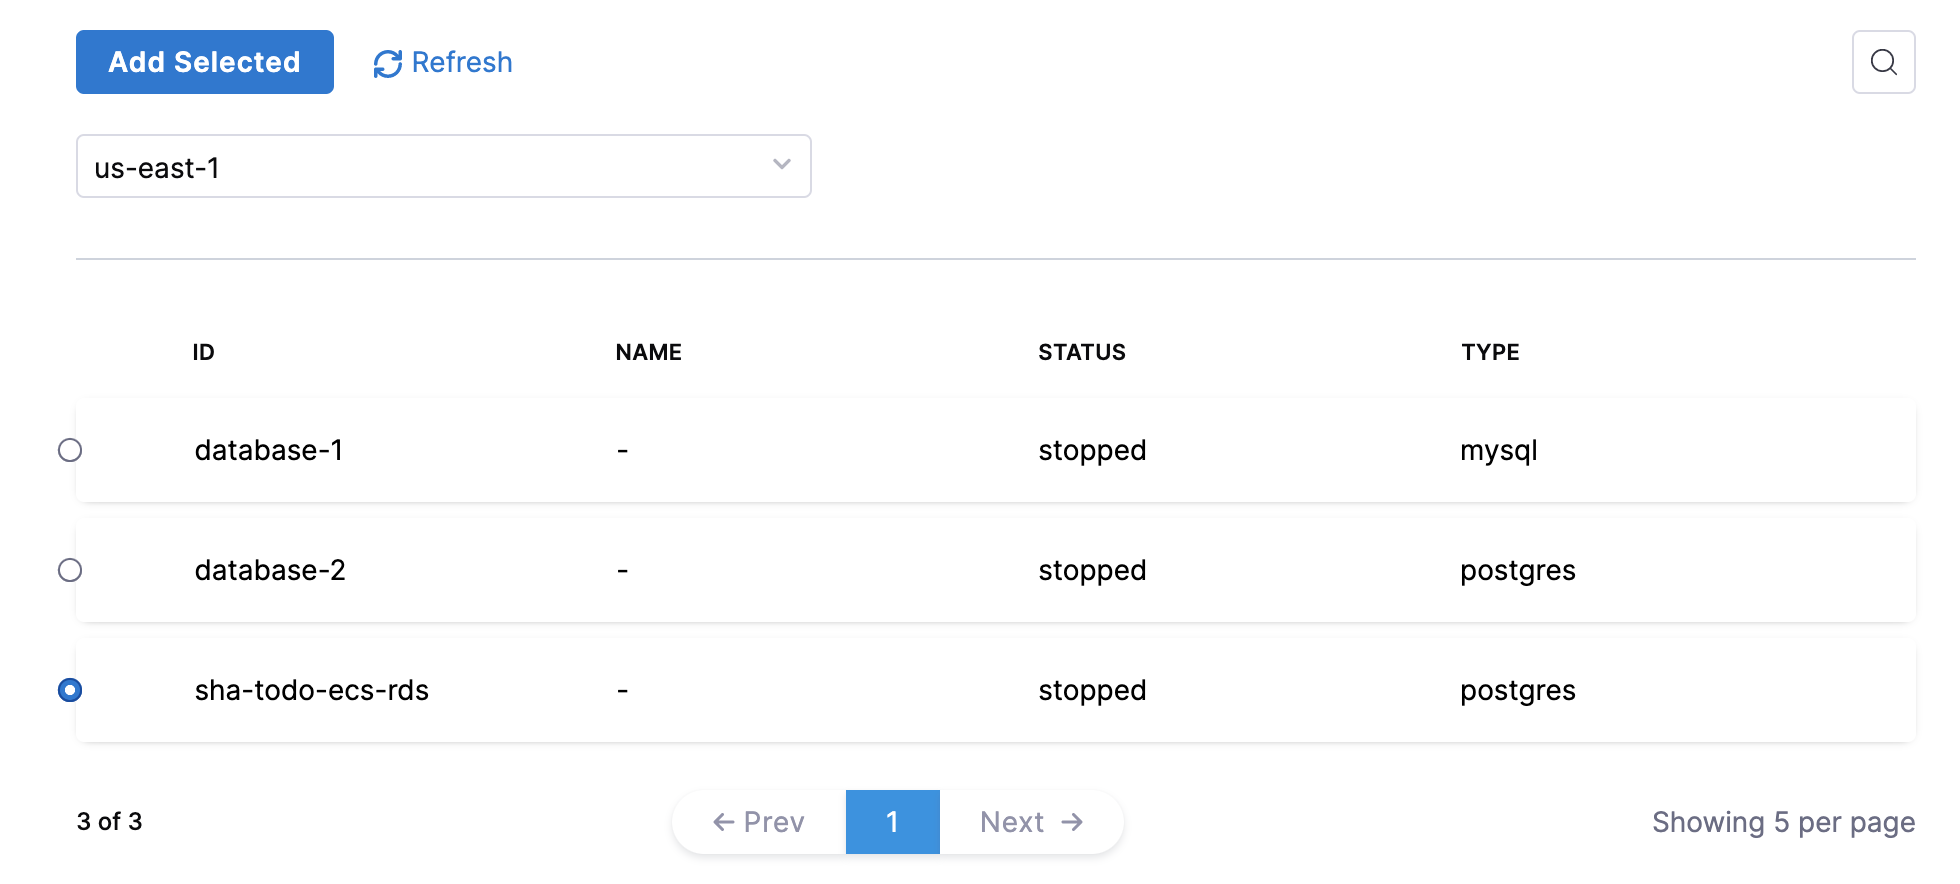 Add Selected Refresh
us-east-1
ID NAME STATUS TYPE
database-1 - stopped mysql
database-2 - stopped postgres
sha-todo-ecs-rds - stopped postgres
3 of 3 ← Prev 1 Next → Showing 5 per page